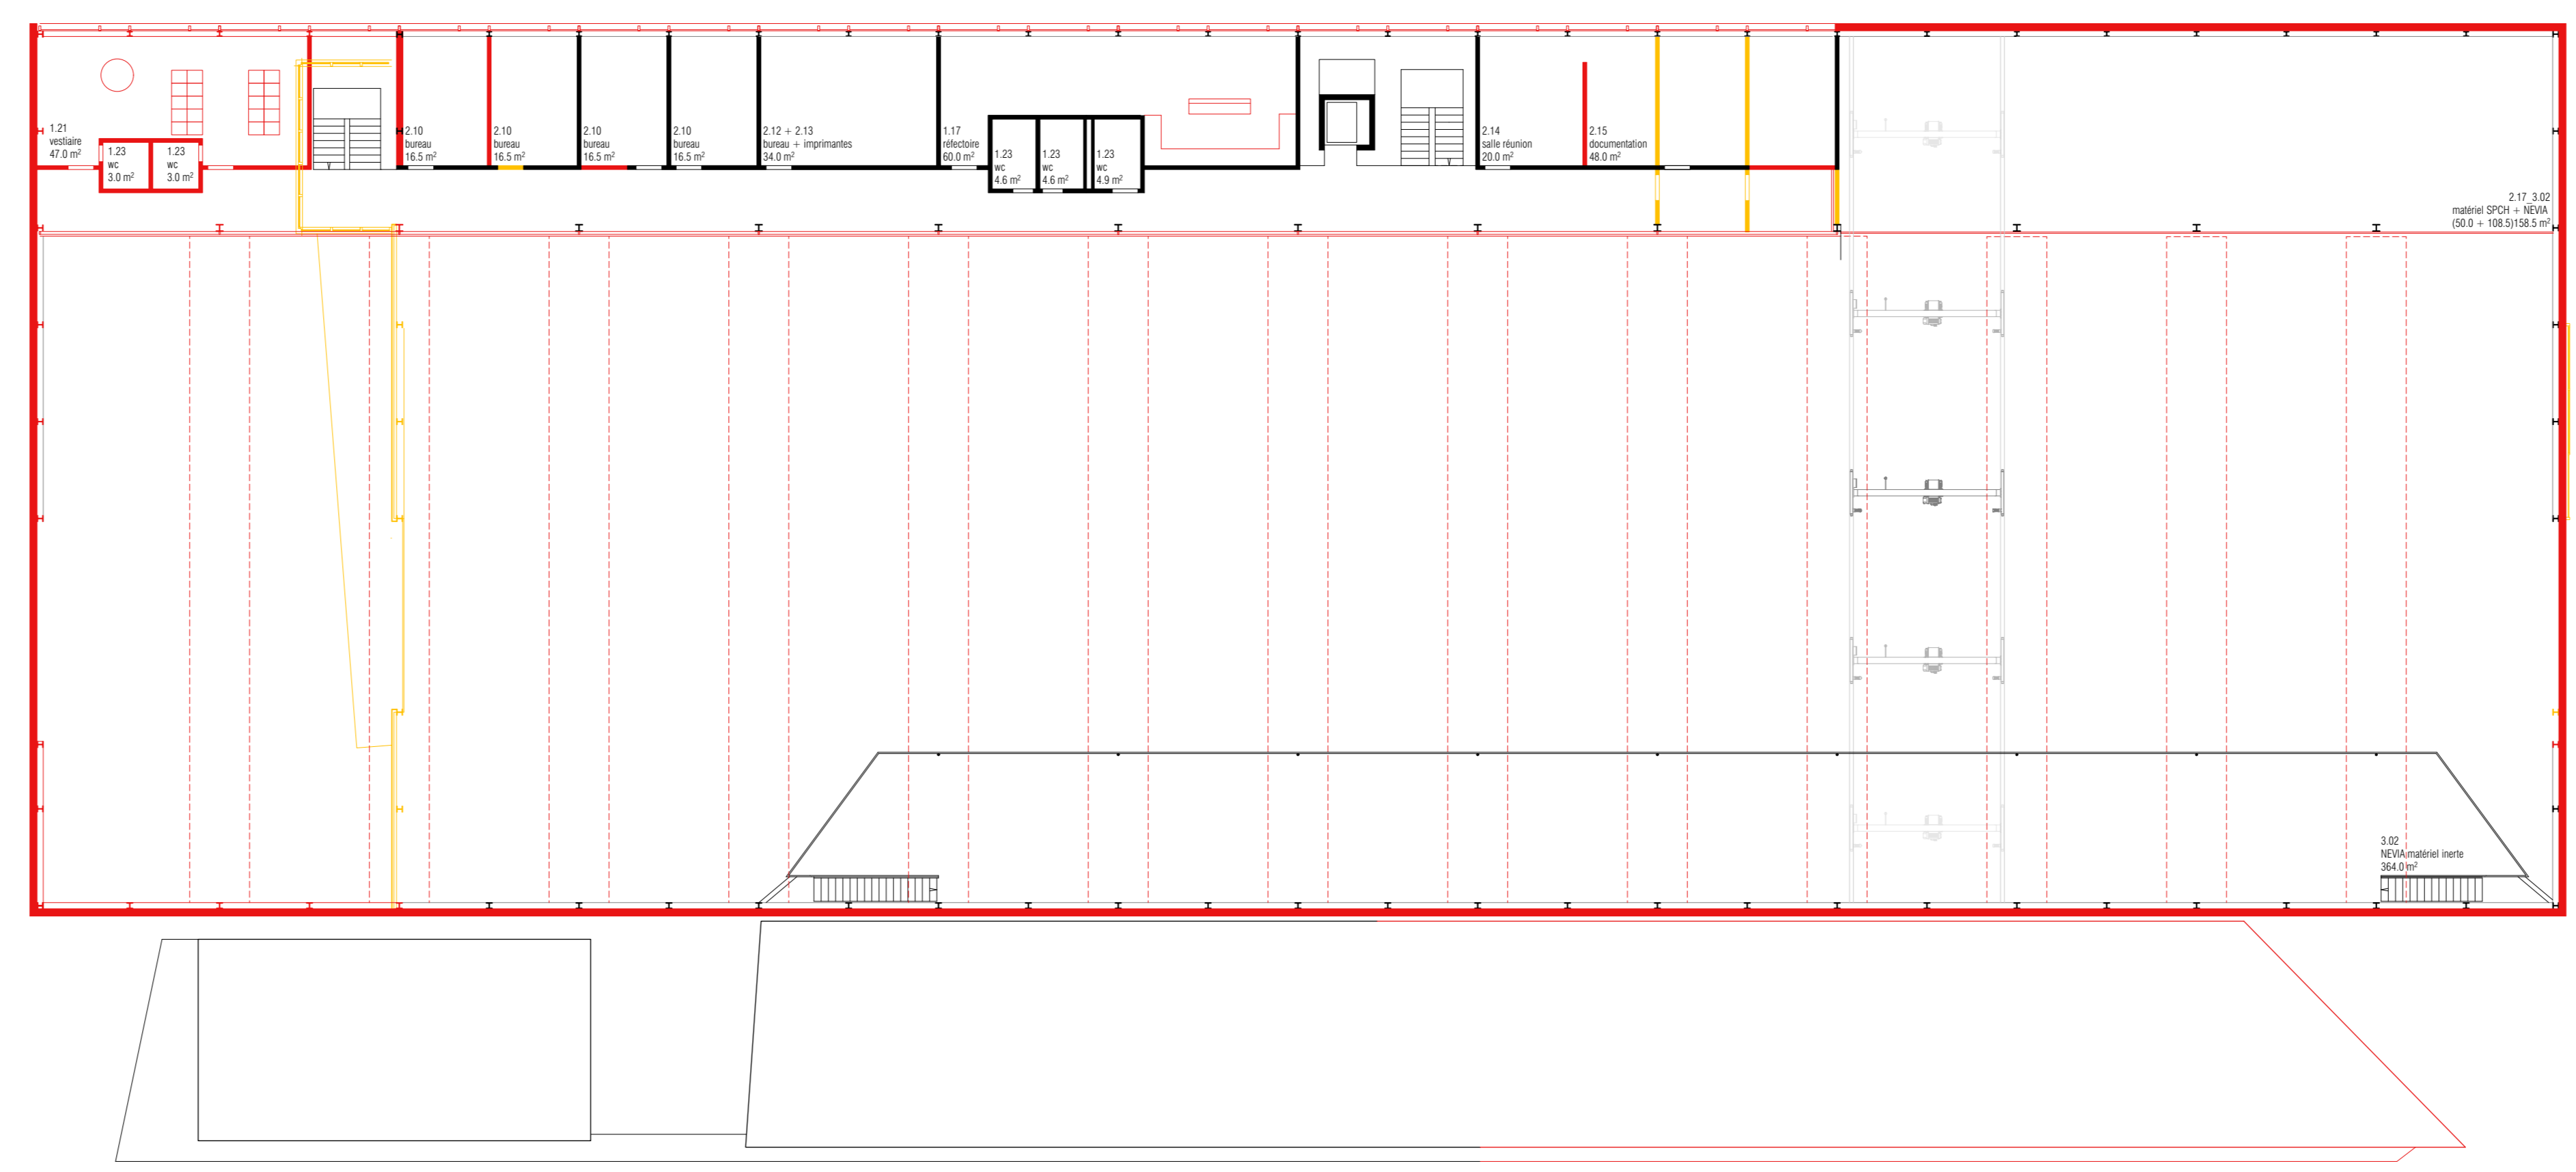 1.21
vestiaire
47.0 m²
1.23
wc
3.0 m²
1.23
wc
3.0 m²
2.10
bureau
16.5 m²
2.10
bureau
16.5 m²
2.10
bureau
16.5 m²
2.10
bureau
16.5 m²
2.12 + 2.13
bureau + imprimantes
34.0 m²
1.17
réfectoire
60.0 m²
1.23
wc
4.6 m²
1.23
wc
4.6 m²
1.23
wc
4.9 m²
2.14
salle réunion
20.0 m²
2.15
documentation
48.0 m²
2.17_3.02
matériel SPCH + NEVIA
(50.0 + 108.5)158.5 m²
3.02
NEVIA matériel inerte
364.0 m²